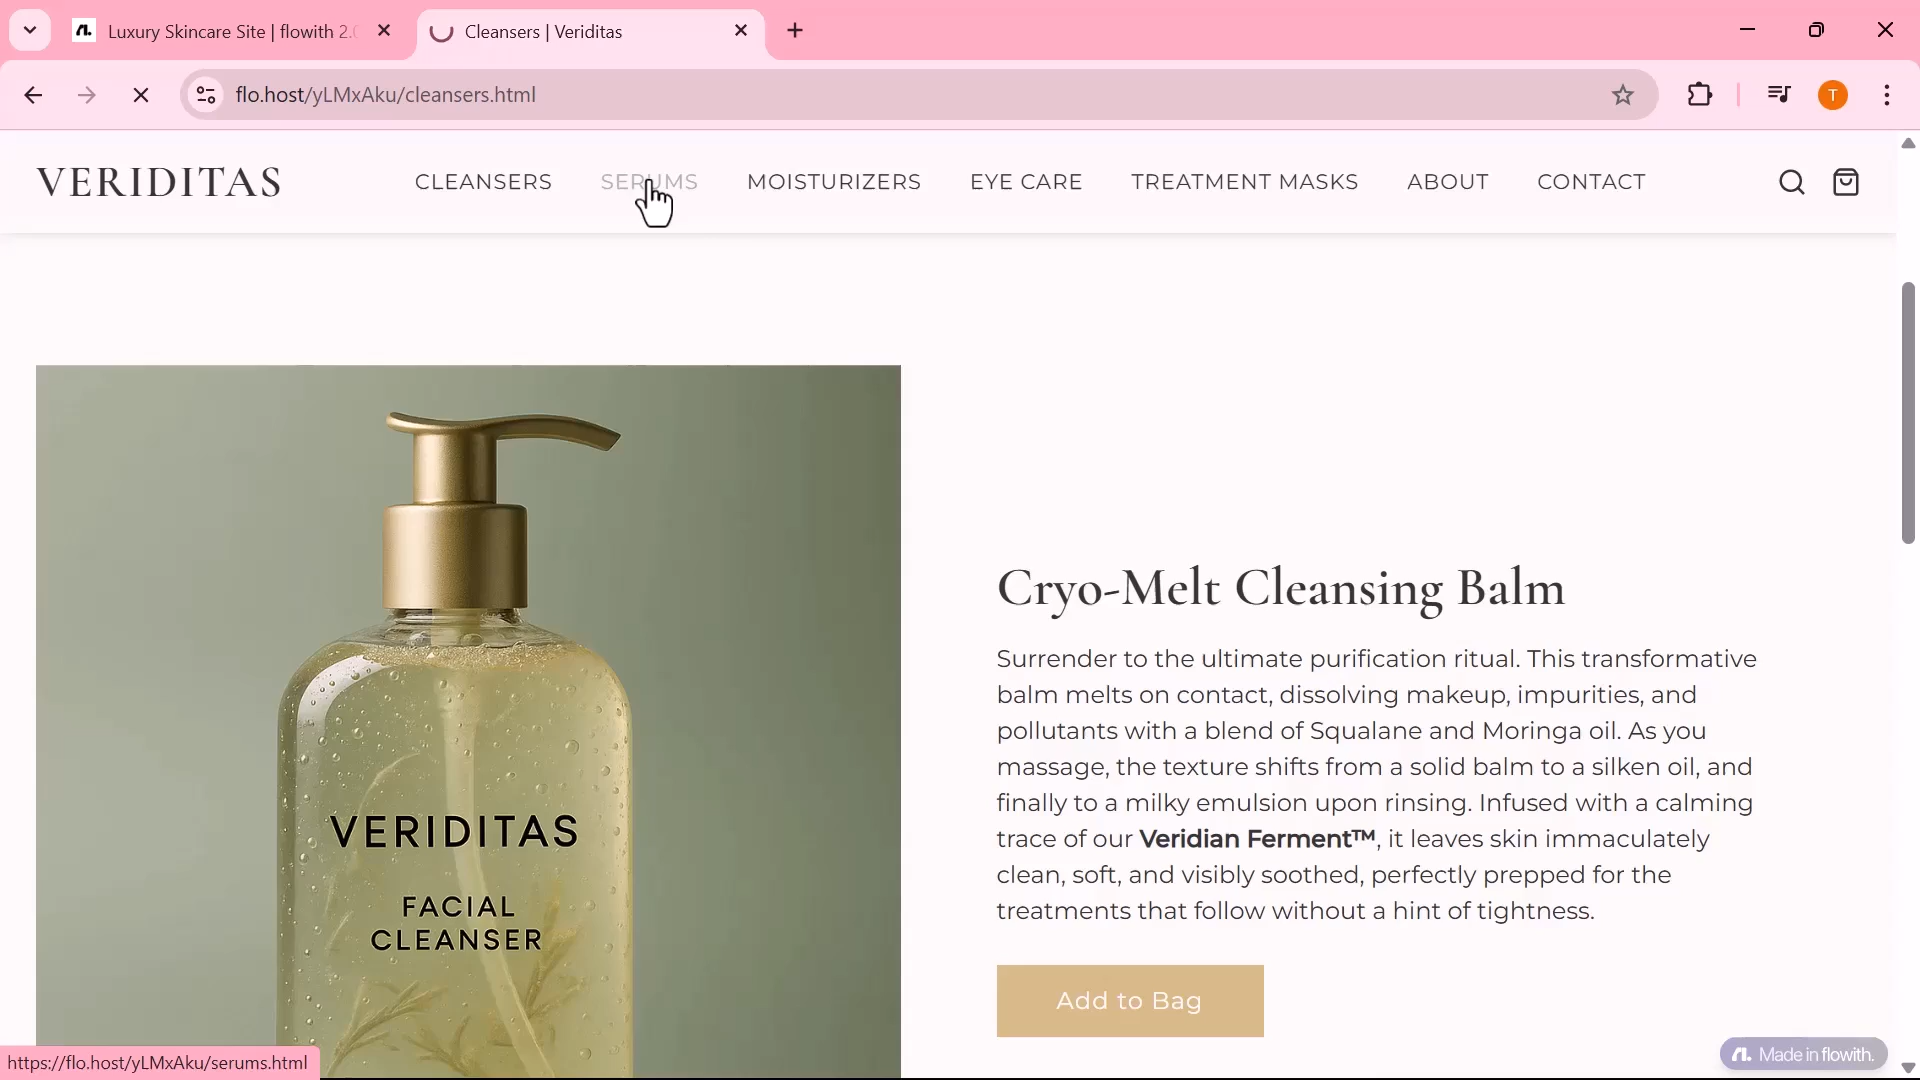 Luxury Skincare Site | flowith 2.0
Cleansers | Veriditas
flo.host/yLMxAku/cleansers.html
T
VERIDITAS
CLEANSERS
SERUMS
MOISTURIZERS
EYE CARE
TREATMENT MASKS
ABOUT
CONTACT
VERIDITAS
FACIAL
CLEANSER
Cryo-Melt Cleansing Balm
Surrender to the ultimate purification ritual. This transformative
balm melts on contact, dissolving makeup, impurities, and
pollutants with a blend of Squalane and Moringa oil. As you
massage, the texture shifts from a solid balm to a silken oil, and
finally to a milky emulsion upon rinsing. Infused with a calming
trace of our Veridian Ferment™, it leaves skin immaculately
clean, soft, and visibly soothed, perfectly prepped for the
treatments that follow without a hint of tightness.
Add to Bag
Made in flowith.
https://flo.host/yLMxAku/serums.html